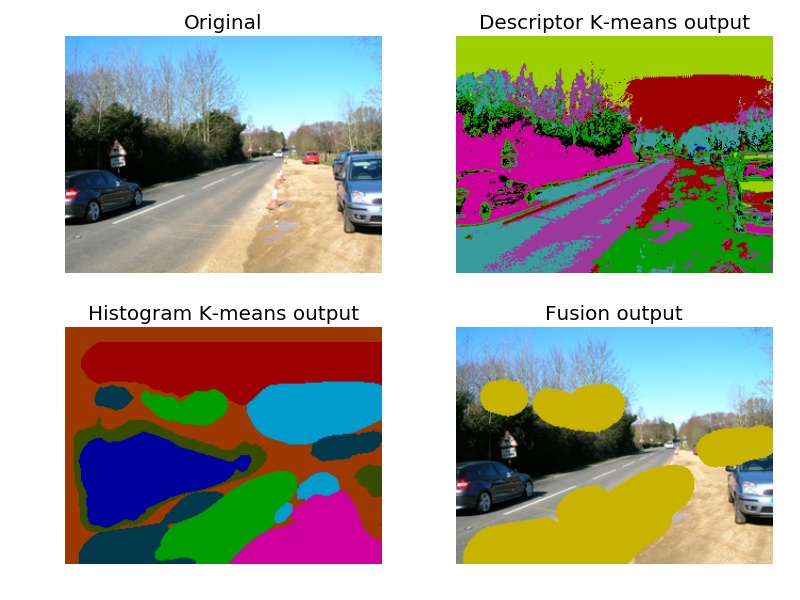 Original
Descriptor K-means output
Histogram K-means output
Fusion output